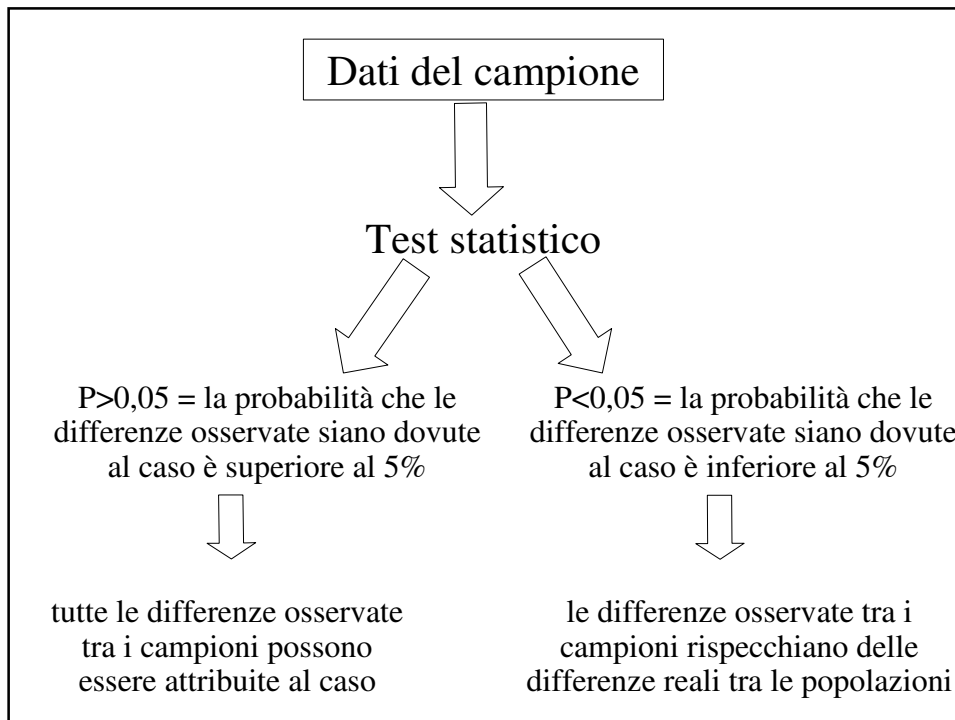 Dati del campione
Test statistico
P>0,05 = la probabilità che le
differenze osservate siano dovute
al caso è superiore al 5%
P<0,05 = la probabilità che le
differenze osservate siano dovute
al caso è inferiore al 5%
tutte le differenze osservate
tra i campioni possono
essere attribuite al caso
le differenze osservate tra i
campioni rispecchiano delle
differenze reali tra le popolazioni